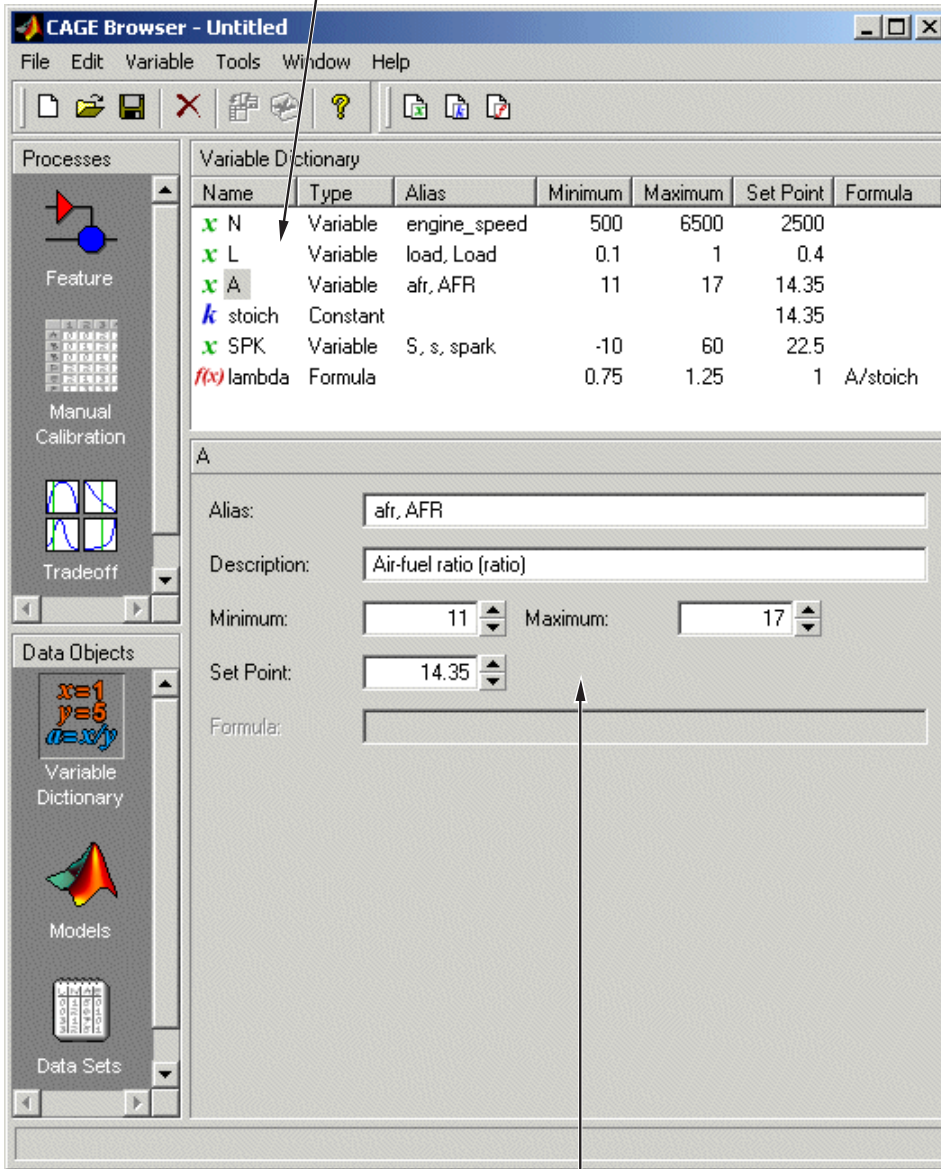 CAGE Browser - Untitled
File Edit Variable Tools Window Help
Processes
Feature
Manual
Calibration
Tradeoff
Data Objects
x=1
y=5
a=x/y
Variable
Dictionary
Models
Data Sets
Variable Dictionary
Name Type Alias Minimum Maximum Set Point Formula
x N Variable engine_speed 500 6500 2500
x L Variable load, Load 0.1 1 0.4
x A Variable afr, AFR 11 17 14.35
k stoich Constant 14.35
x SPK Variable S, s, spark -10 60 22.5
f(x) lambda Formula 0.75 1.25 1 A/stoich
A
Alias: afr, AFR
Description: Air-fuel ratio (ratio)
Minimum: 11 Maximum: 17
Set Point: 14.35
Formula: